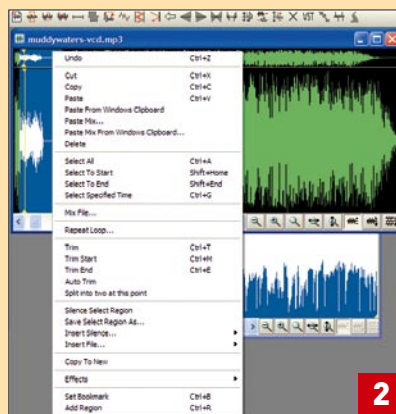 VST
muddywaters-vcd.mp3
Undo Ctrl+Z
Cut Ctrl+X
Copy Ctrl+C
Paste Ctrl+V
Paste From Windows Clipboard
Paste Mix...
Paste Mix From Windows Clipboard...
Delete
Select All Ctrl+A
Select To Start Shift+Home
Select To End Shift+End
Select Specified Time Ctrl+G
Mix File...
Repeat Loop...
Trim Ctrl+T
Trim Start Ctrl+M
Trim End Ctrl+E
Auto Trim
Split into two at this point
Silence Select Region
Save Select Region As...
Insert Silence...
Insert File...
Copy To New
Effects
Set Bookmark Ctrl+B
Add Region Ctrl+R
2